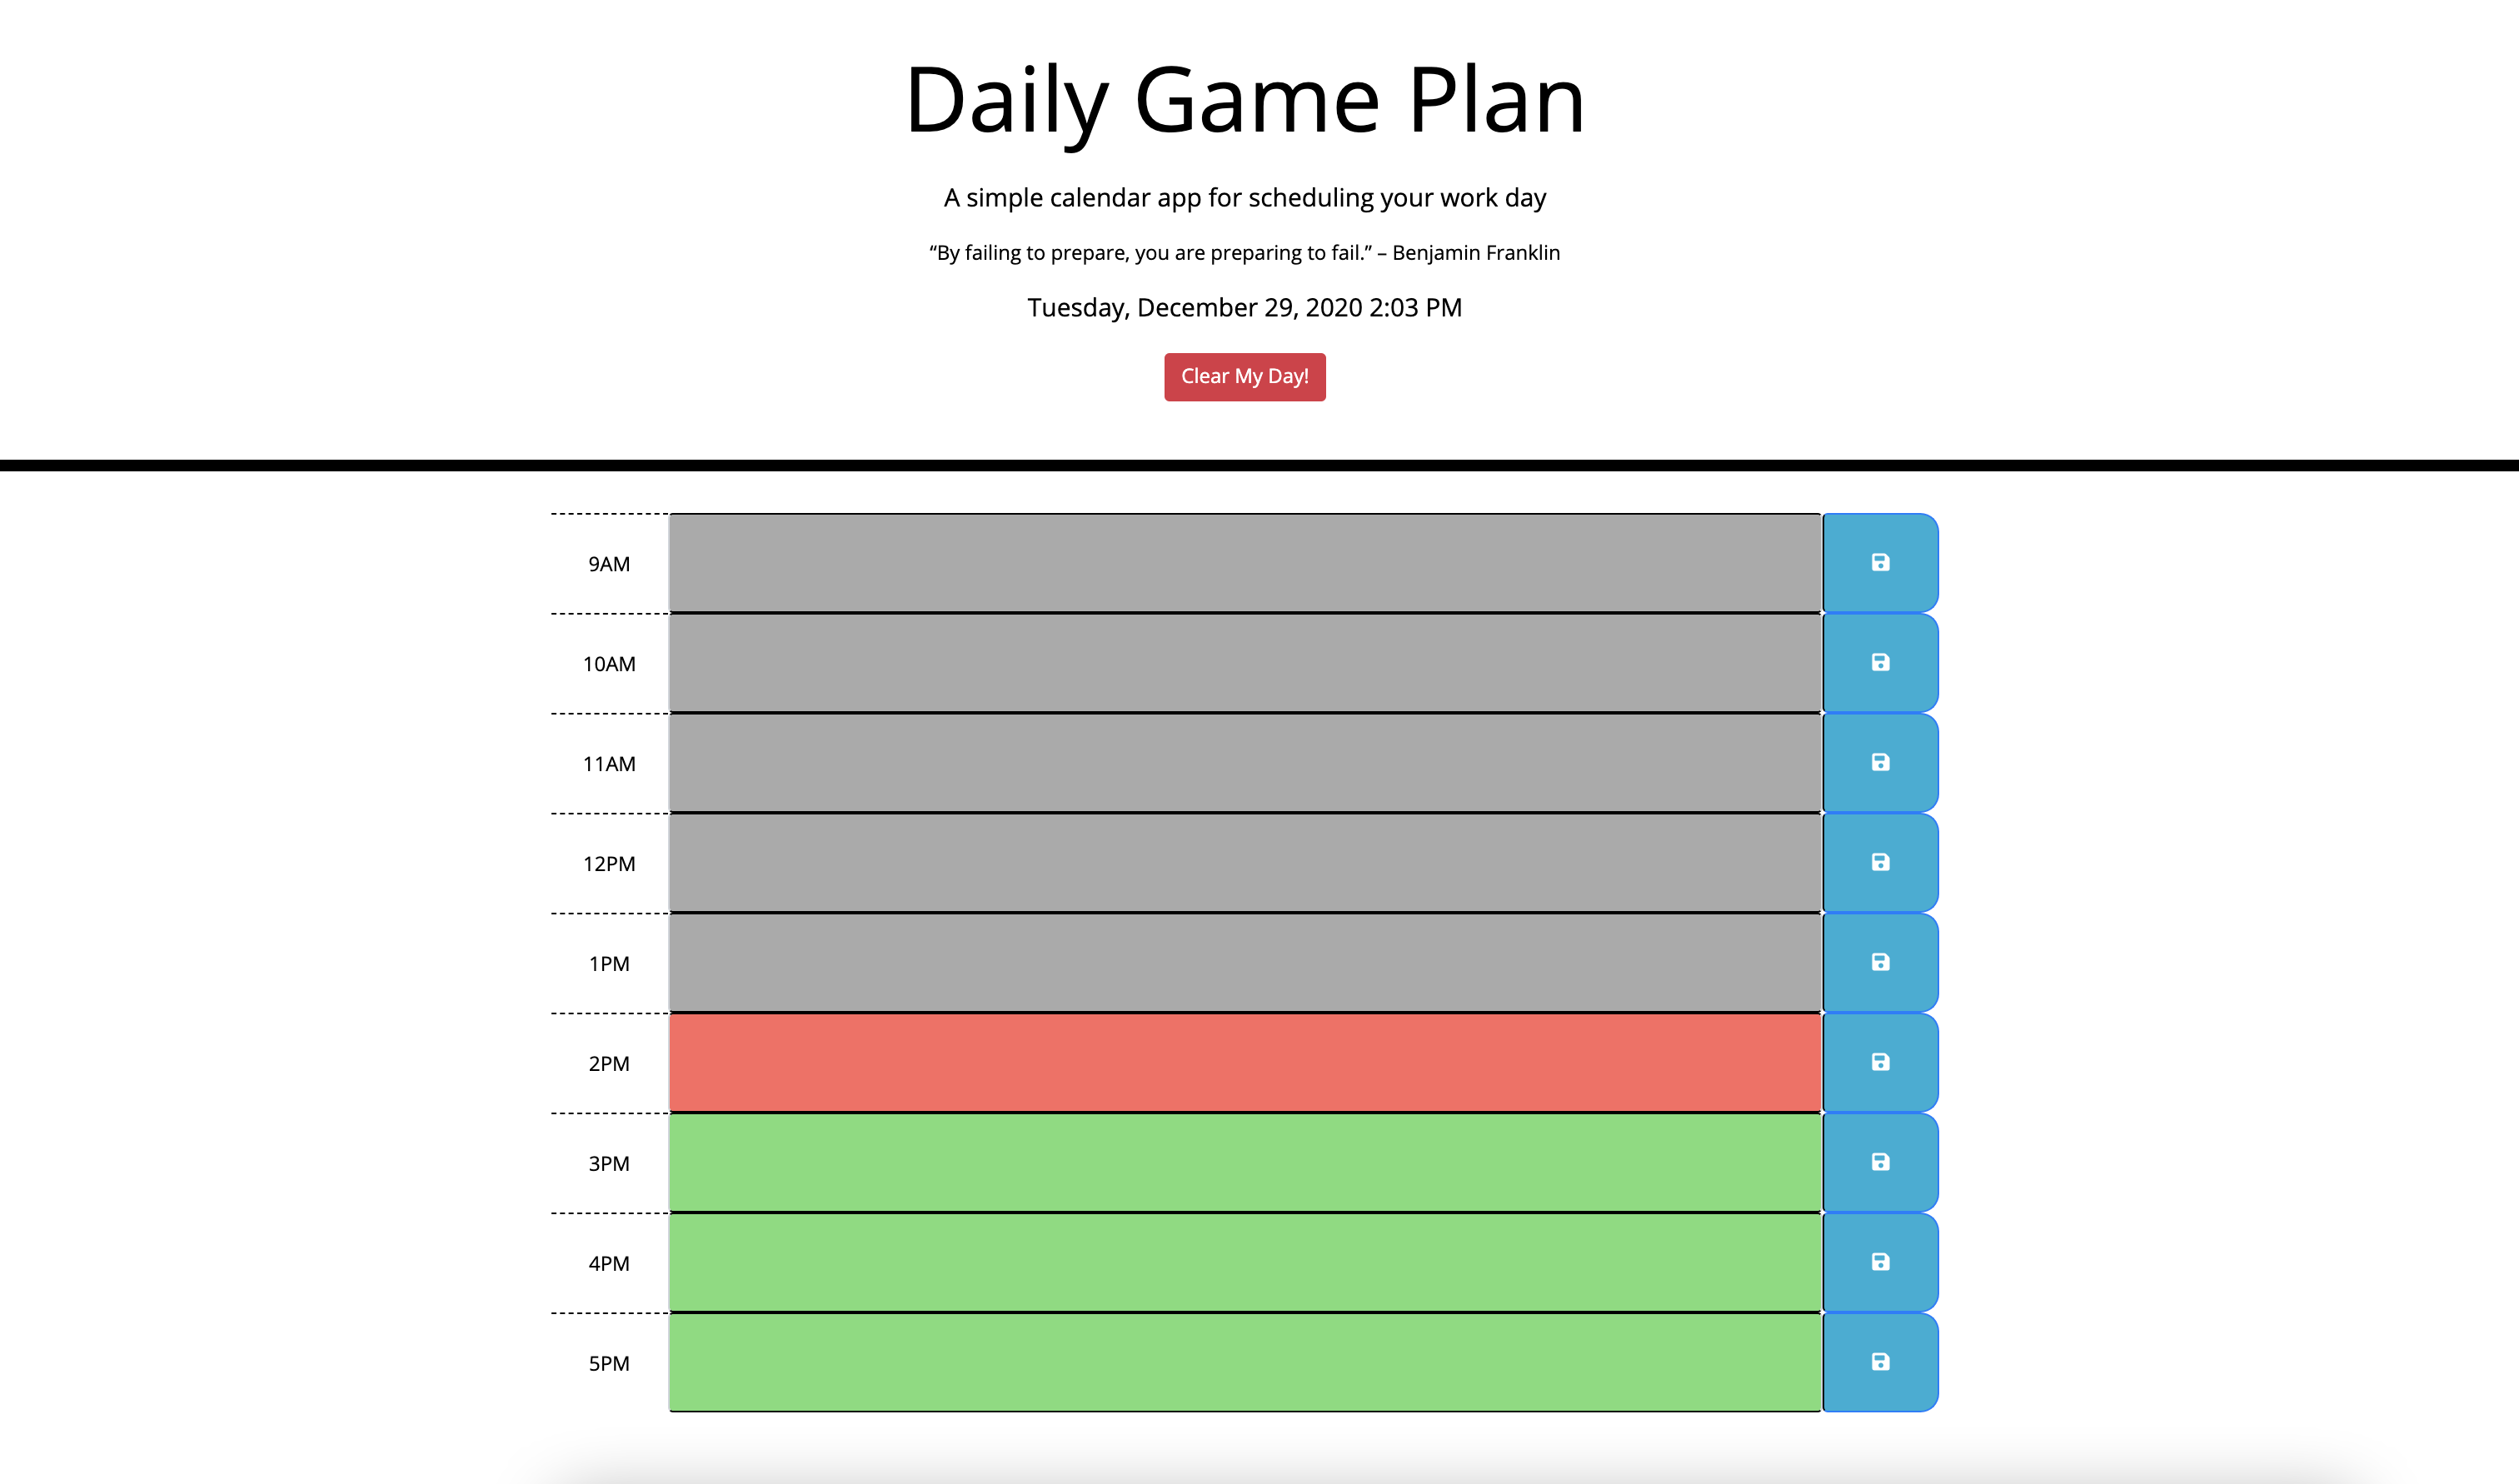 Daily Game Plan
A simple calendar app for scheduling your work day
“By failing to prepare, you are preparing to fail.” – Benjamin Franklin
Tuesday, December 29, 2020 2:03 PM
Clear My Day!
9AM
10AM
11AM
12PM
1PM
2PM
3PM
4PM
5PM